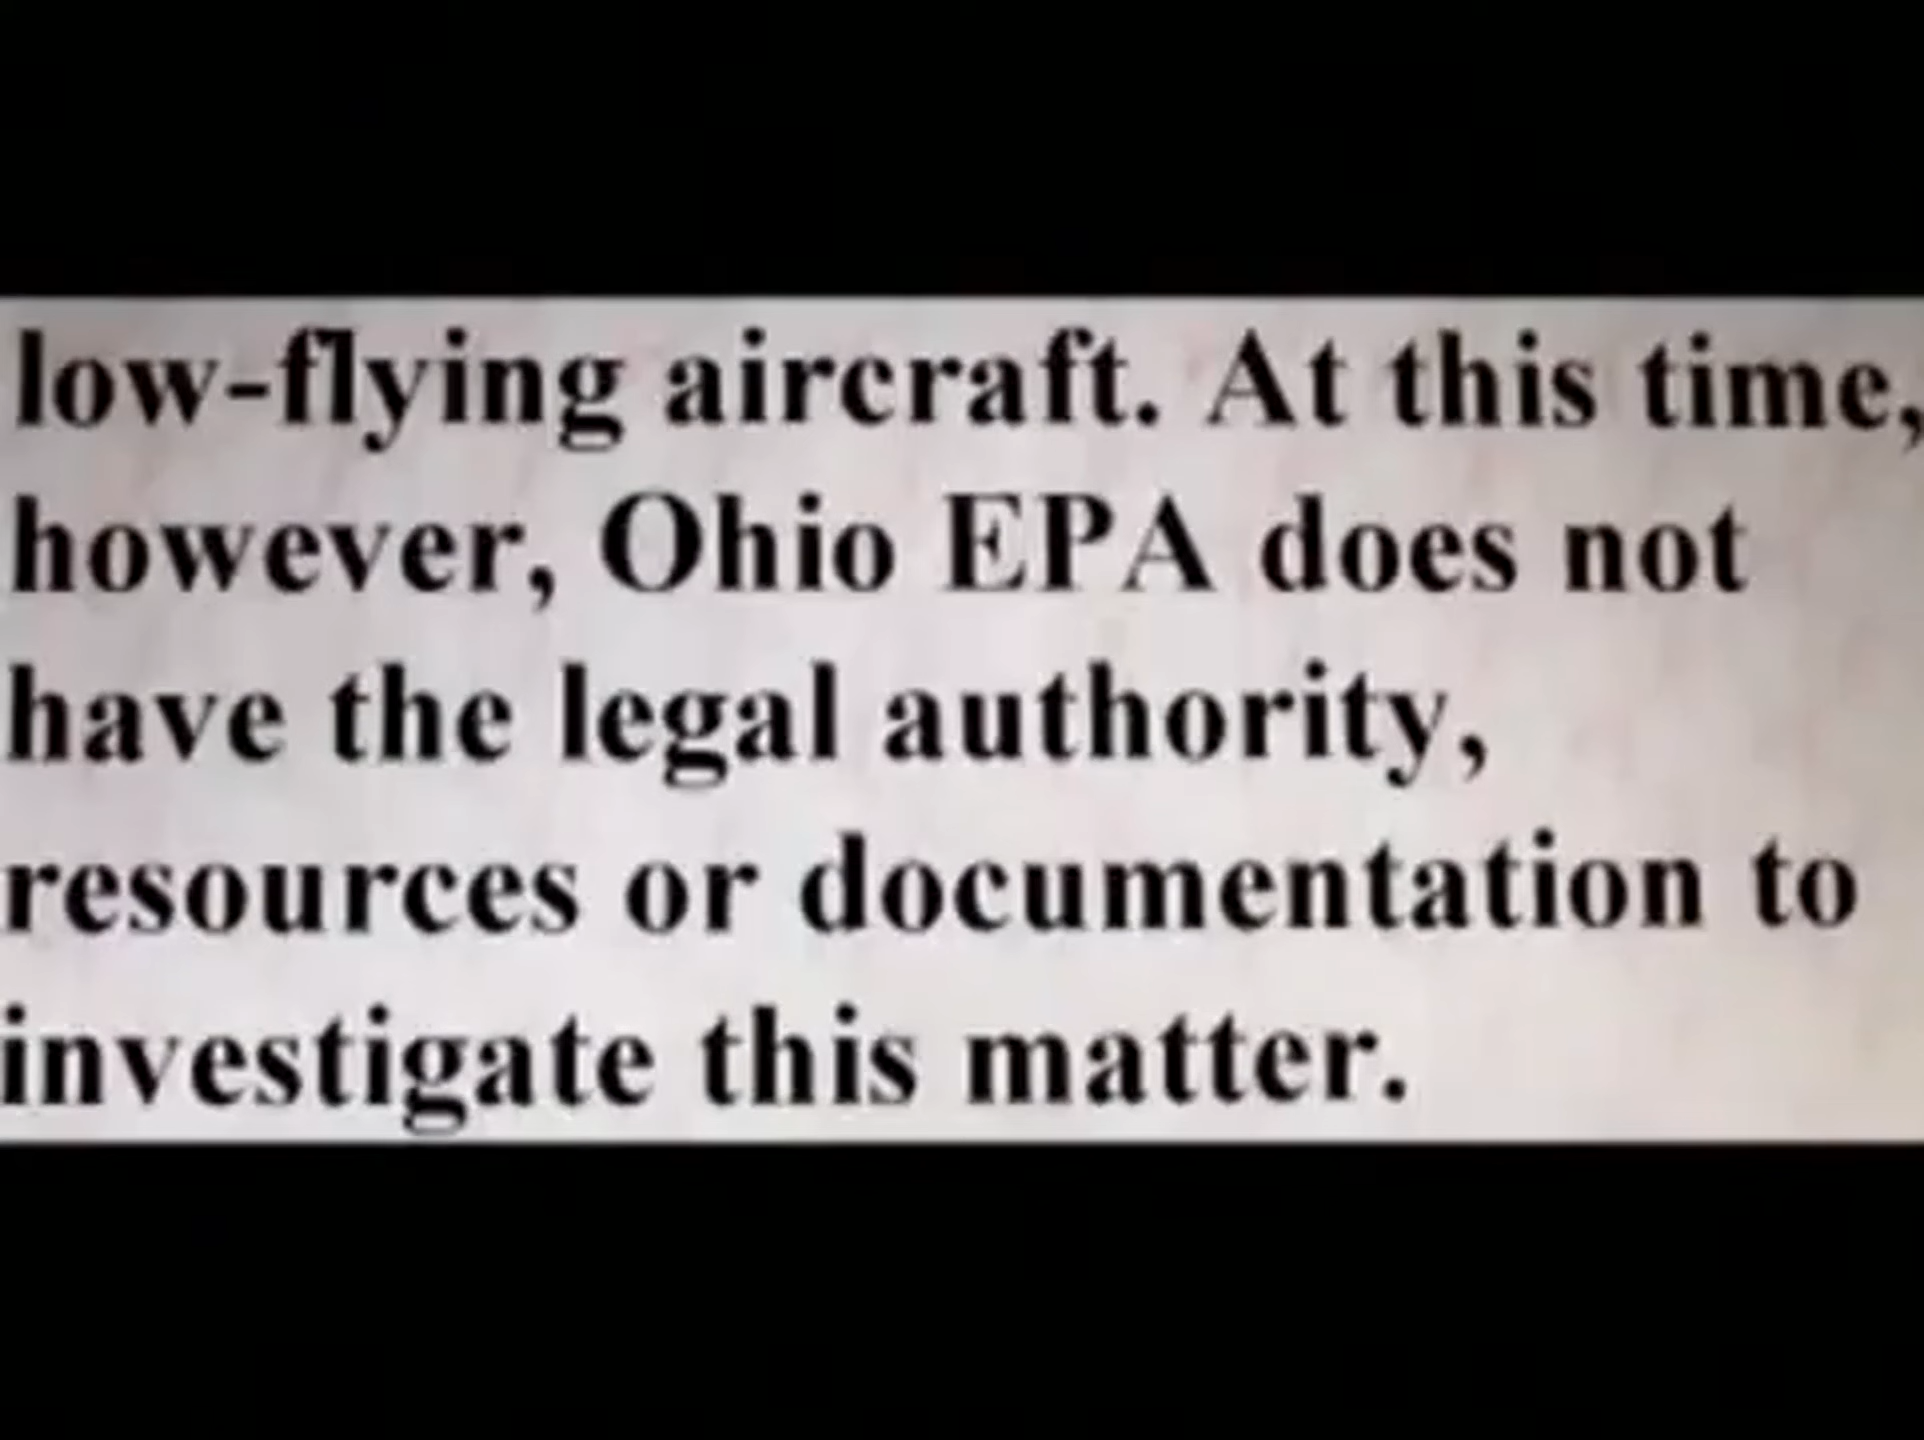 low-flying aircraft. At this time,
however, Ohio EPA does not
have the legal authority,
resources or documentation to
investigate this matter.